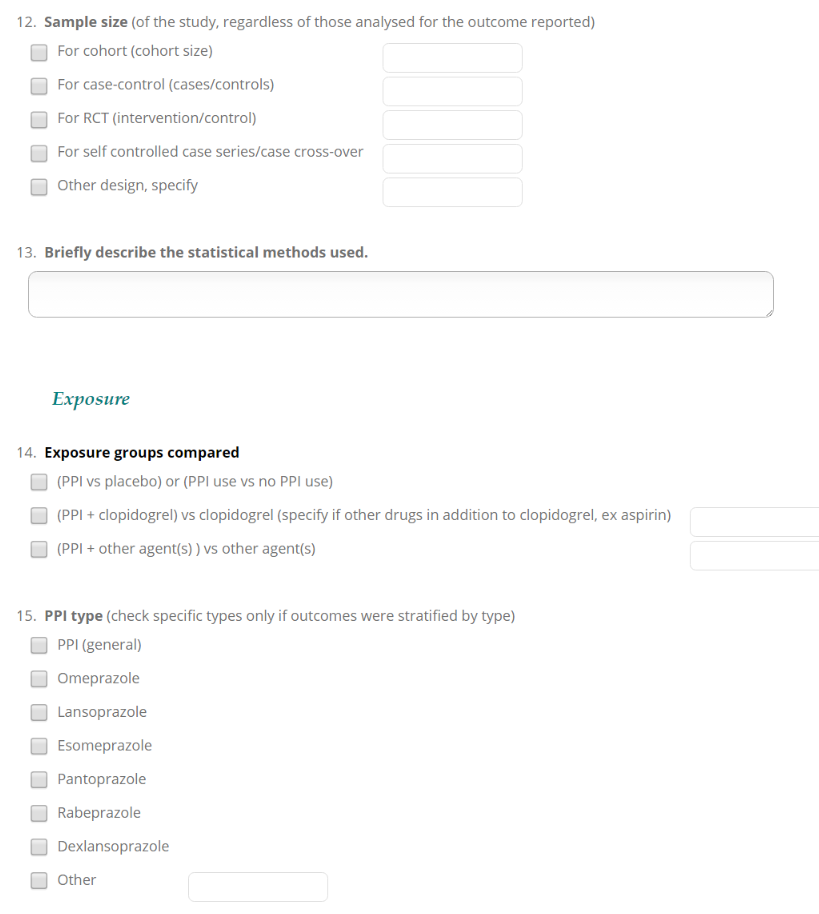 12. Sample size (of the study, regardless of those analysed for the outcome reported)
For cohort (cohort size)
For case-control (cases/controls)
For RCT (intervention/control)
For self controlled case series/case cross-over
Other design, specify
13. Briefly describe the statistical methods used.
Exposure
14. Exposure groups compared
(PPI vs placebo) or (PPI use vs no PPI use)
(PPI + clopidogrel) vs clopidogrel (specify if other drugs in addition to clopidogrel, ex aspirin)
(PPI + other agent(s) ) vs other agent(s)
15. PPI type (check specific types only if outcomes were stratified by type)
PPI (general)
Omeprazole
Lansoprazole
Esomeprazole
Pantoprazole
Rabeprazole
Dexlansoprazole
Other